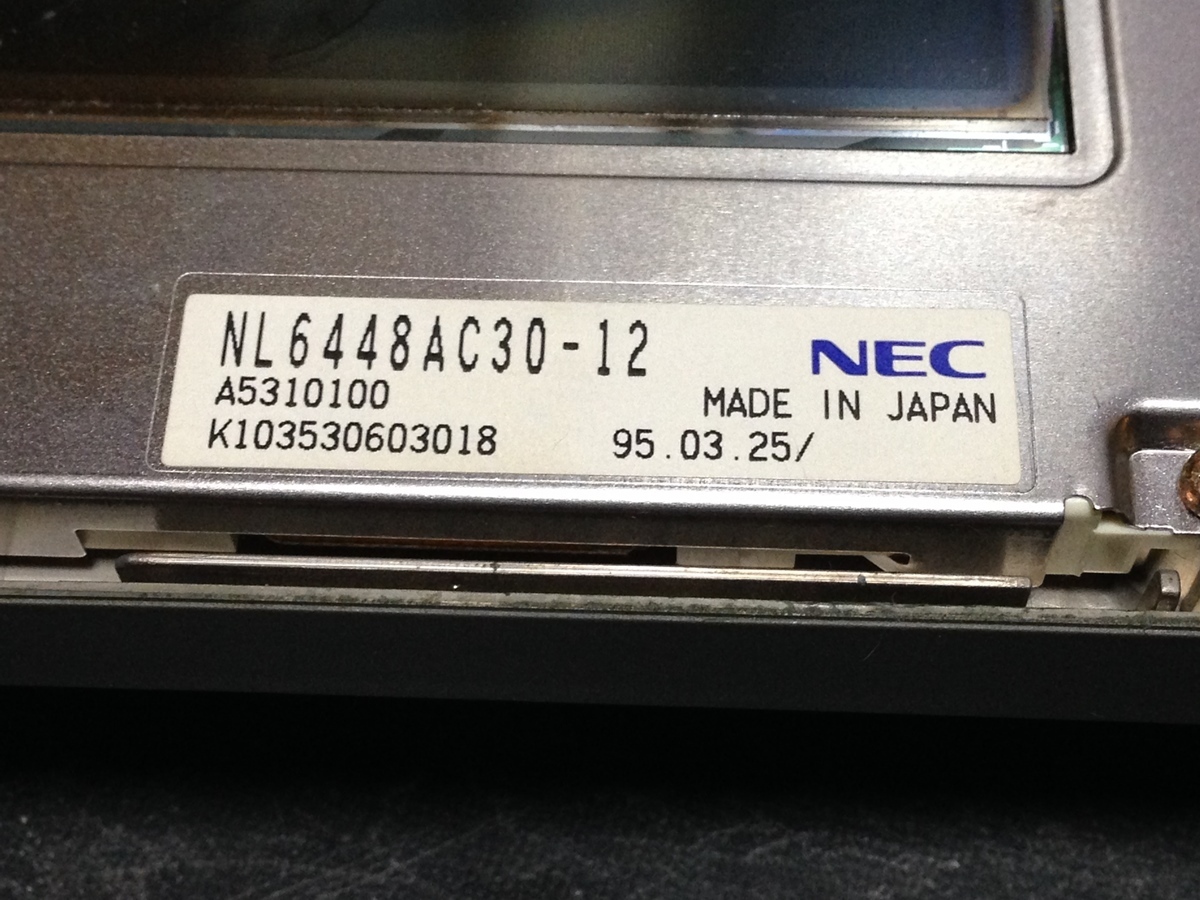 NL6448AC30-12 NEC
A5310100 MADE IN JAPAN
K103530603018 95.03.25/